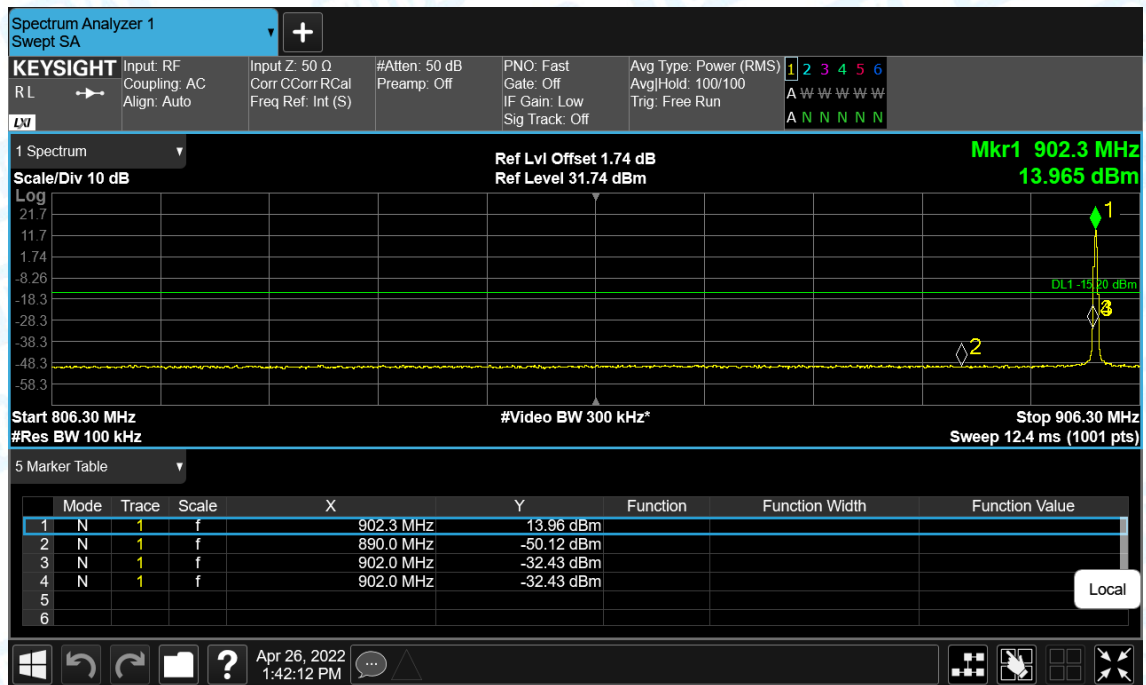 Spectrum Analyzer 1
Swept SA
+
KEYSIGHT
RL
LXI
Input: RF
Coupling: AC
Align: Auto
Input Z: 50 Ω
Corr CCorr RCal
Freq Ref: Int (S)
#Atten: 50 dB
Preamp: Off
PNO: Fast
Gate: Off
IF Gain: Low
Sig Track: Off
Avg Type: Power (RMS)
Avg|Hold: 100/100
Trig: Free Run
1 2 3 4 5 6
A W W W W W
A N N N N N
1 Spectrum
Scale/Div 10 dB
Ref Lvl Offset 1.74 dB
Ref Level 31.74 dBm
Mkr1 902.3 MHz
13.965 dBm
Log
21.7
11.7
1.74
-8.26
-18.3
-28.3
-38.3
-48.3
-58.3
1
DL1 -15.20 dBm
2
Start 806.30 MHz
#Res BW 100 kHz
#Video BW 300 kHz*
Stop 906.30 MHz
Sweep 12.4 ms (1001 pts)
5 Marker Table
Mode Trace Scale X Y Function Function Width Function Value
1 N 1 f 902.3 MHz 13.96 dBm
2 N 1 f 890.0 MHz -50.12 dBm
3 N 1 f 902.0 MHz -32.43 dBm
4 N 1 f 902.0 MHz -32.43 dBm
5
6
Local
?
Apr 26, 2022
1:42:12 PM